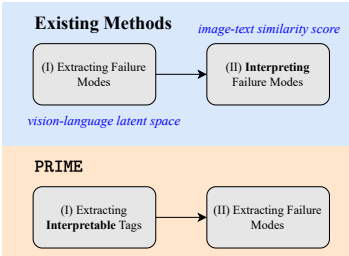 Existing Methods
image-text similarity score
(I) Extracting Failure
Modes
(II) Interpreting
Failure Modes
vision-language latent space
PRIME
(I) Extracting
Interpretable Tags
(II) Extracting Failure
Modes